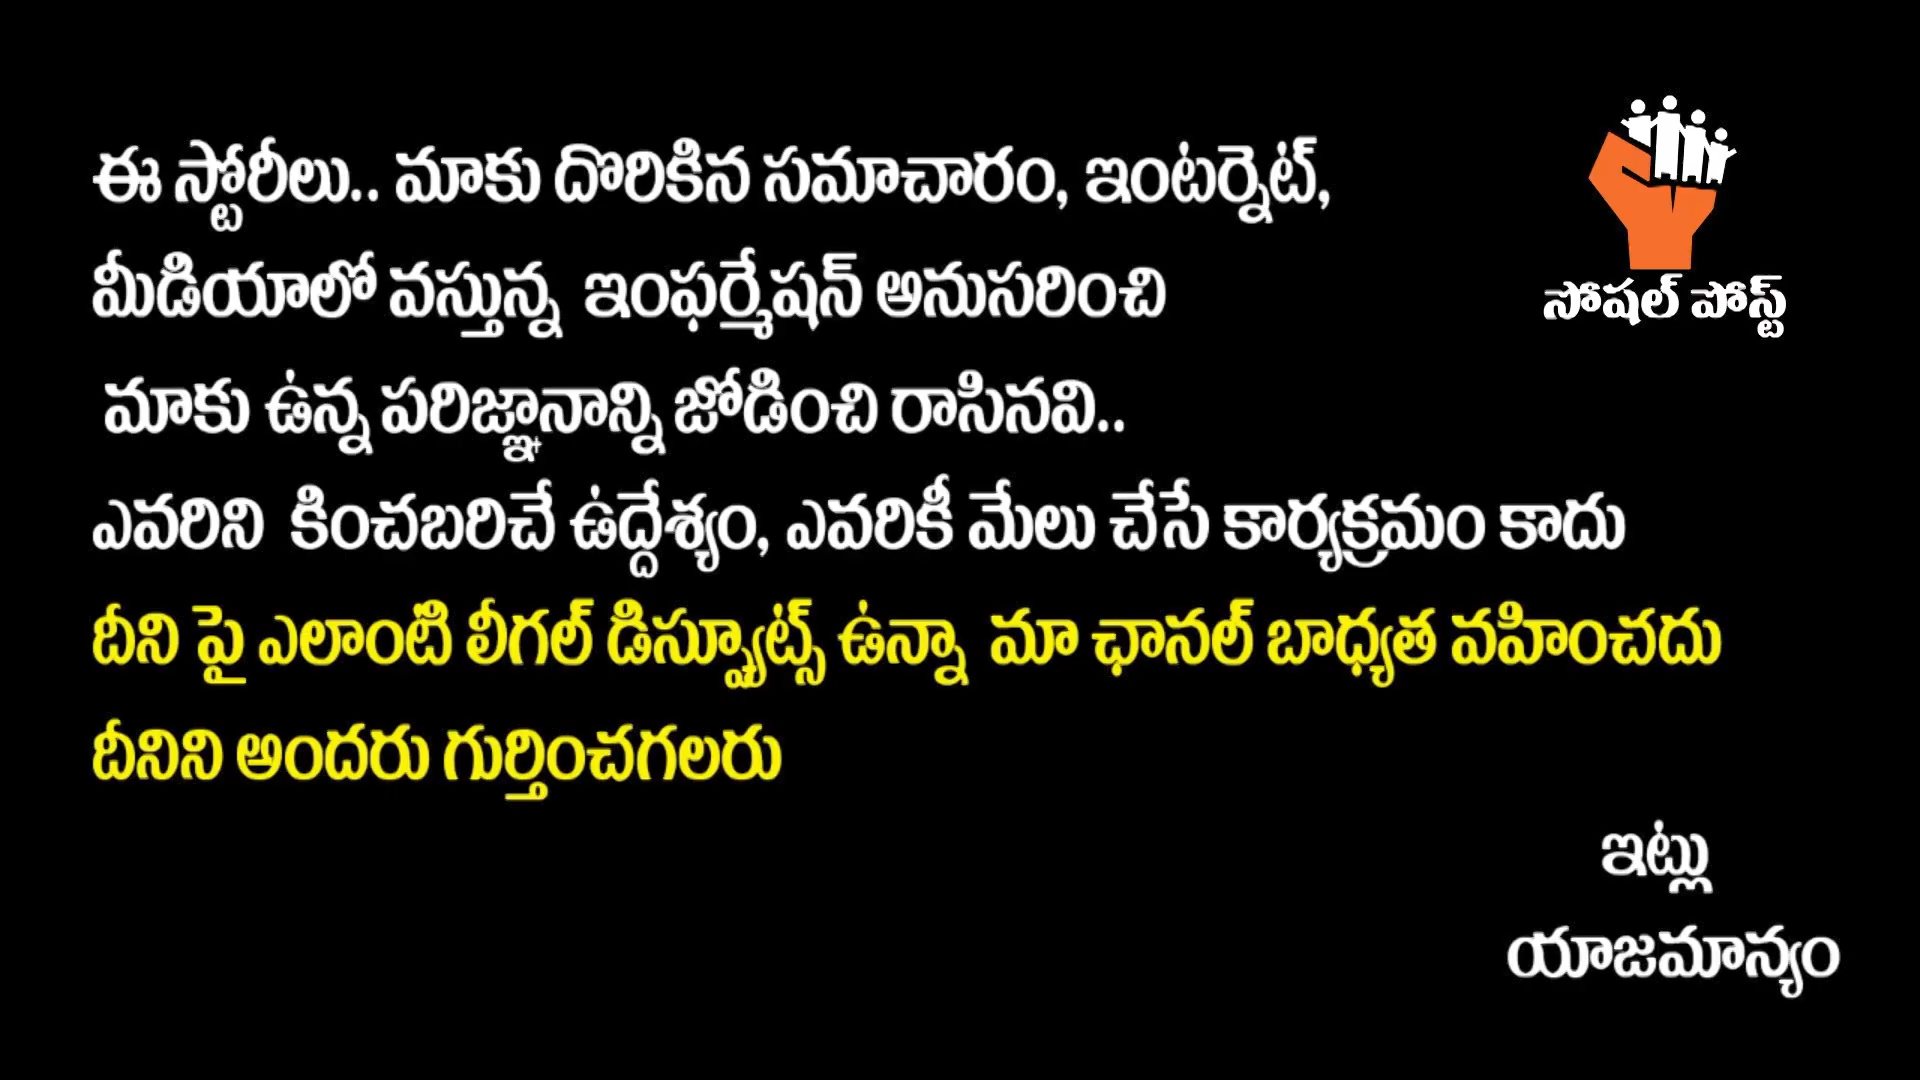 ఈ స్టోరీలు.. మాకు దొరికిన సమాచారం, ఇంటర్నెట్,
మీడియాలో వస్తున్న ఇంఫర్మేషన్ అనుసరించి
మాకు ఉన్న పరిజ్ఞానాన్ని జోడించి రాసినవి..
ఎవరిని కించబరిచే ఉద్దేశ్యం, ఎవరికీ మేలు చేసే కార్యక్రమం కాదు
దీని పై ఎలాంటి లీగల్ డిస్ప్యూట్స్ ఉన్నా మా ఛానల్ బాధ్యత వహించదు
దీనిని అందరు గుర్తించగలరు
సోషల్ పోస్ట్
ఇట్లు
యాజమాన్యం